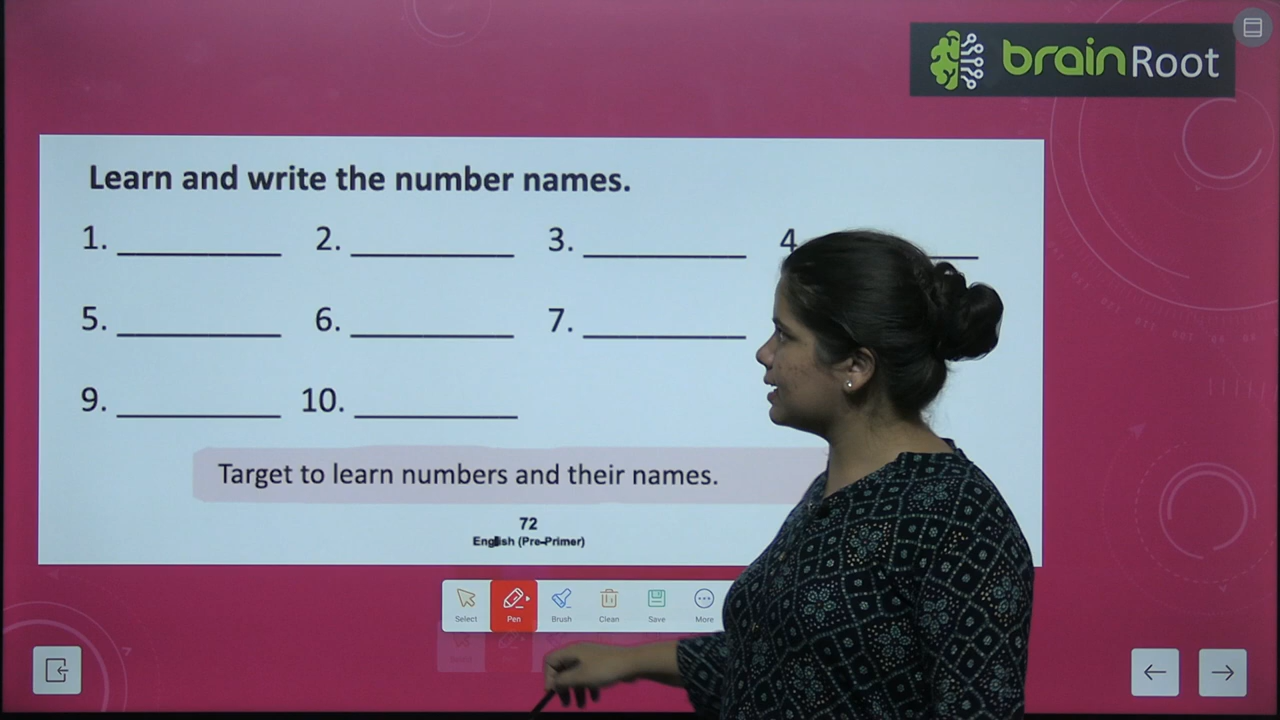 brainRoot
Learn and write the number names.
1. __________ 2. __________ 3. __________ 4
5. __________ 6. __________ 7. __________
9. __________ 10. __________
Target to learn numbers and their names.
72
English (Pre-Primer)
Select Pen Brush Clean Save More